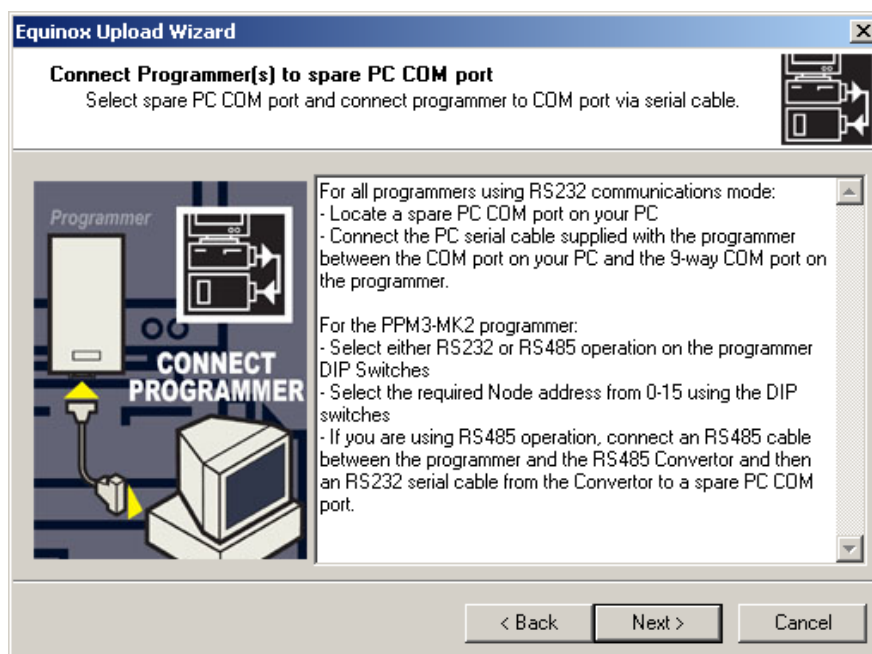 Equinox Upload Wizard
Connect Programmer(s) to spare PC COM port
Select spare PC COM port and connect programmer to COM port via serial cable.
Programmer
CONNECT
PROGRAMMER
For all programmers using RS232 communications mode:
- Locate a spare PC COM port on your PC
- Connect the PC serial cable supplied with the programmer
between the COM port on your PC and the 9-way COM port on
the programmer.
For the PPM3-MK2 programmer:
- Select either RS232 or RS485 operation on the programmer
DIP Switches
- Select the required Node address from 0-15 using the DIP
switches
- If you are using RS485 operation, connect an RS485 cable
between the programmer and the RS485 Convertor and then
an RS232 serial cable from the Convertor to a spare PC COM
port.
< Back
Next >
Cancel